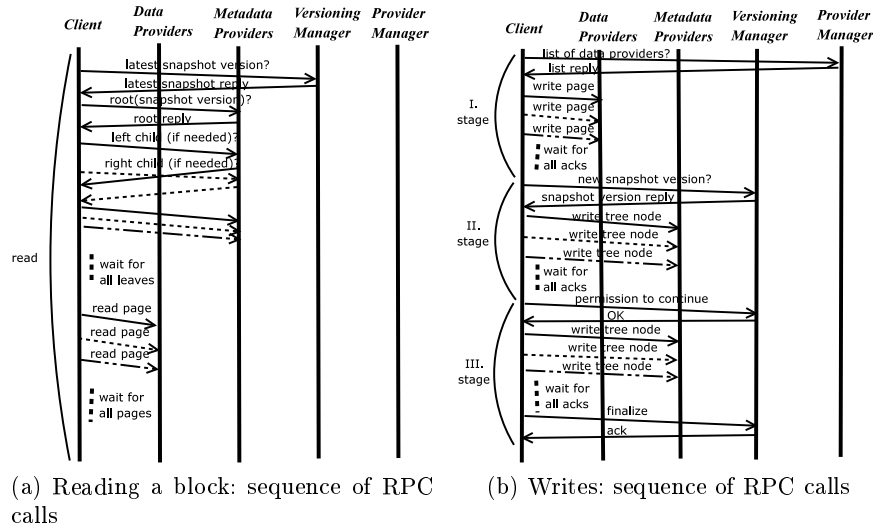 Client
Data
Providers
Metadata
Providers
Versioning
Manager
Provider
Manager
latest snapshot version?
latest snapshot reply
root(snapshot version)?
root reply
left child (if needed)?
right child (if needed)?
read
wait for
all leaves
read page
read page
read page
wait for
all pages
(a) Reading a block: sequence of RPC
calls
Client
Data
Providers
Metadata
Providers
Versioning
Manager
Provider
Manager
list of data providers?
list reply
write page
write page
write page
I.
stage
wait for
all acks
new snapshot version?
snapshot version reply
write tree node
write tree node
write tree node
II.
stage
wait for
all acks
permission to continue
OK
write tree node
write tree node
write tree node
III.
stage
wait for
all acks
finalize
ack
(b) Writes: sequence of RPC calls